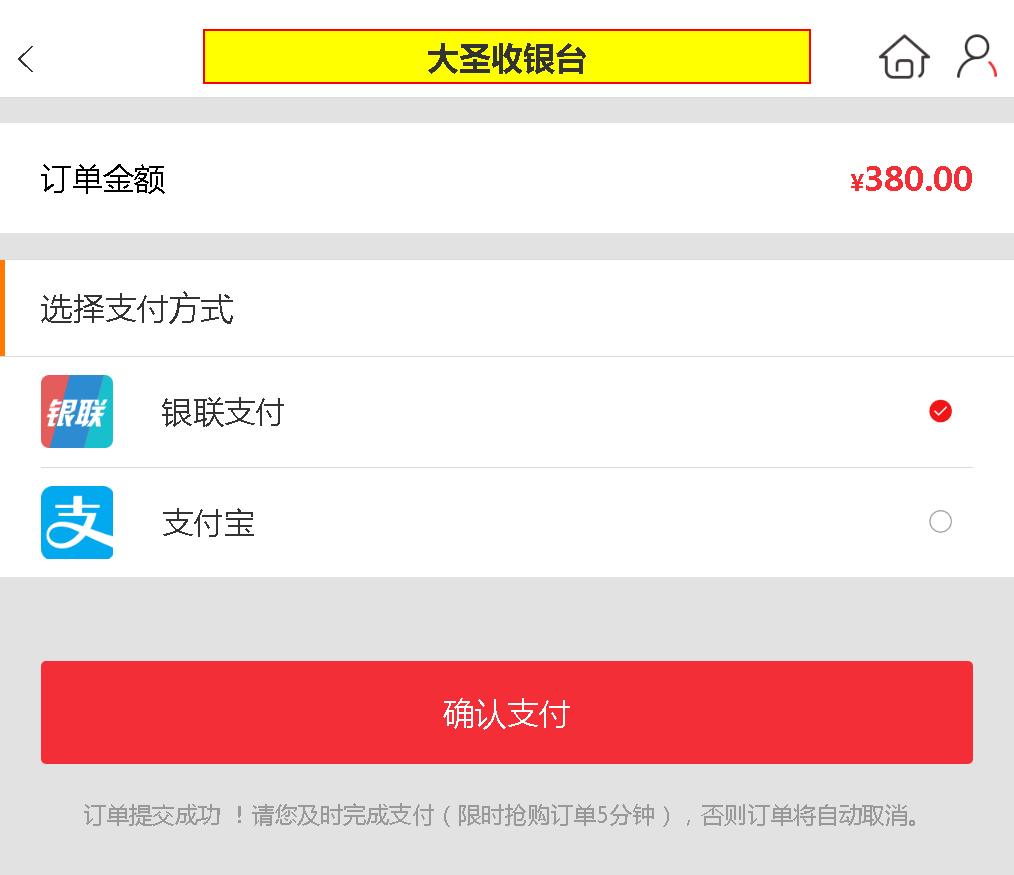 大圣收银台
订单金额
¥380.00
选择支付方式
银联
银联支付
支
支付宝
确认支付
订单提交成功 ！请您及时完成支付（限时抢购订单5分钟），否则订单将自动取消。